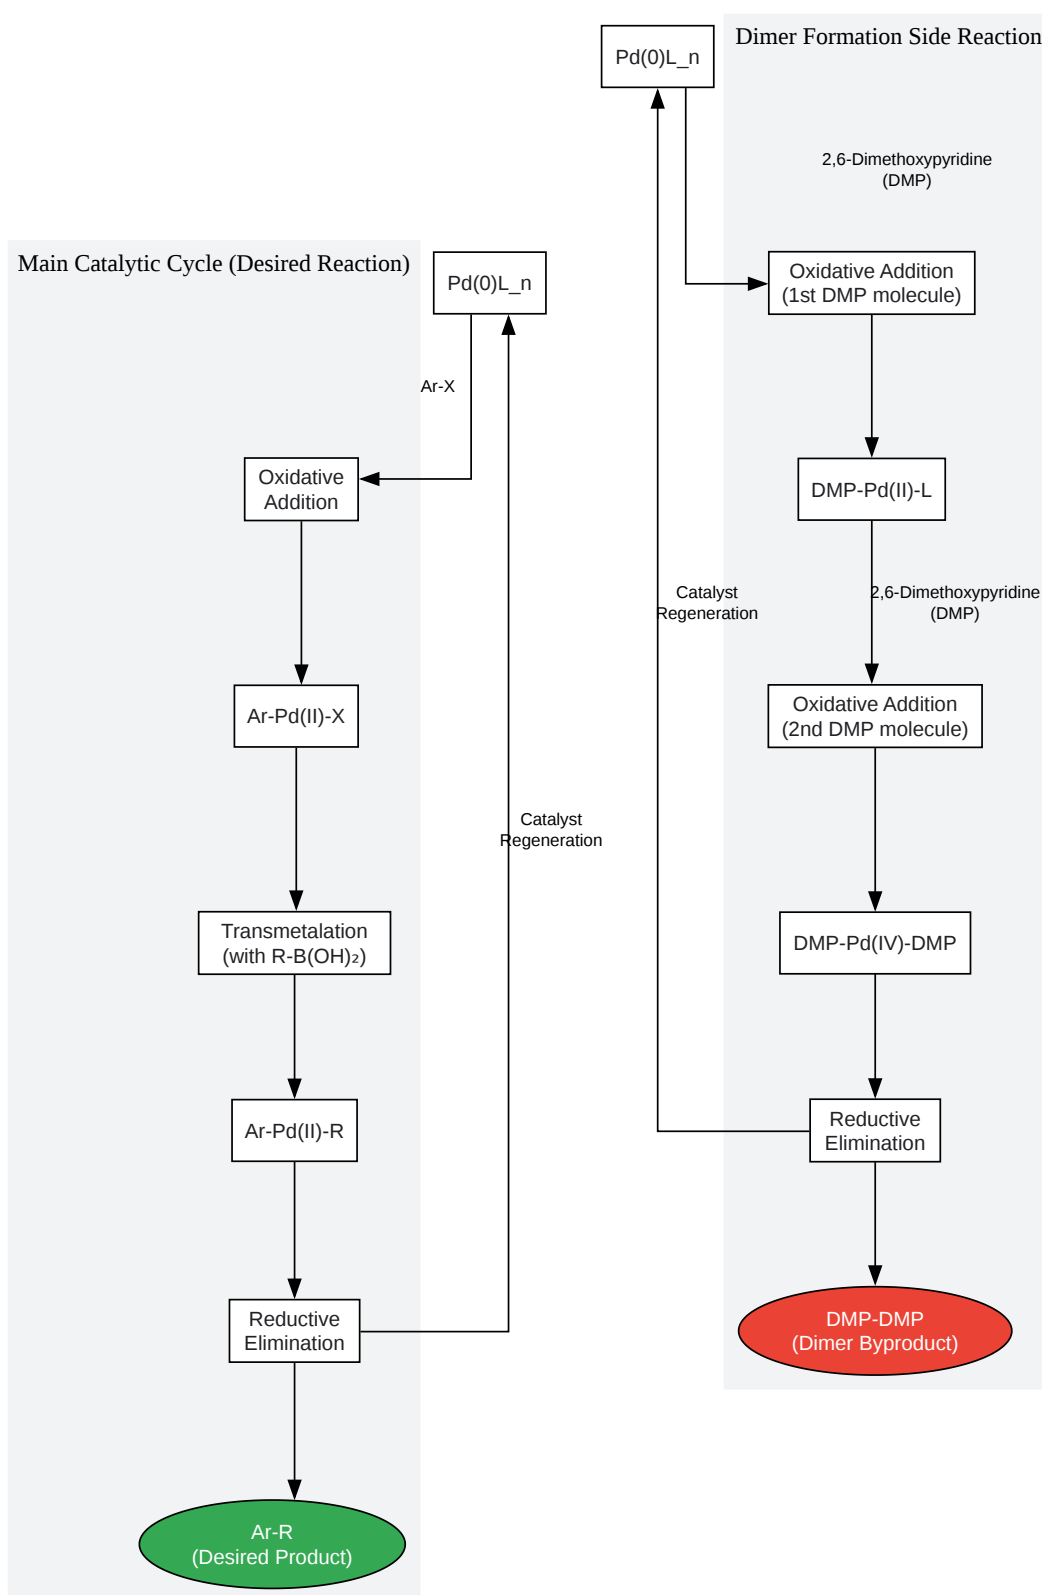 Main Catalytic Cycle (Desired Reaction)
Pd(0)L_n
Ar-X
Oxidative
Addition
Ar-Pd(II)-X
Transmetalation
(with R-B(OH)₂)
Ar-Pd(II)-R
Reductive
Elimination
Catalyst
Regeneration
Ar-R
(Desired Product)
Dimer Formation Side Reaction
Pd(0)L_n
2,6-Dimethoxypyridine
(DMP)
Oxidative Addition
(1st DMP molecule)
DMP-Pd(II)-L
2,6-Dimethoxypyridine
(DMP)
Oxidative Addition
(2nd DMP molecule)
DMP-Pd(IV)-DMP
Reductive
Elimination
Catalyst
Regeneration
DMP-DMP
(Dimer Byproduct)